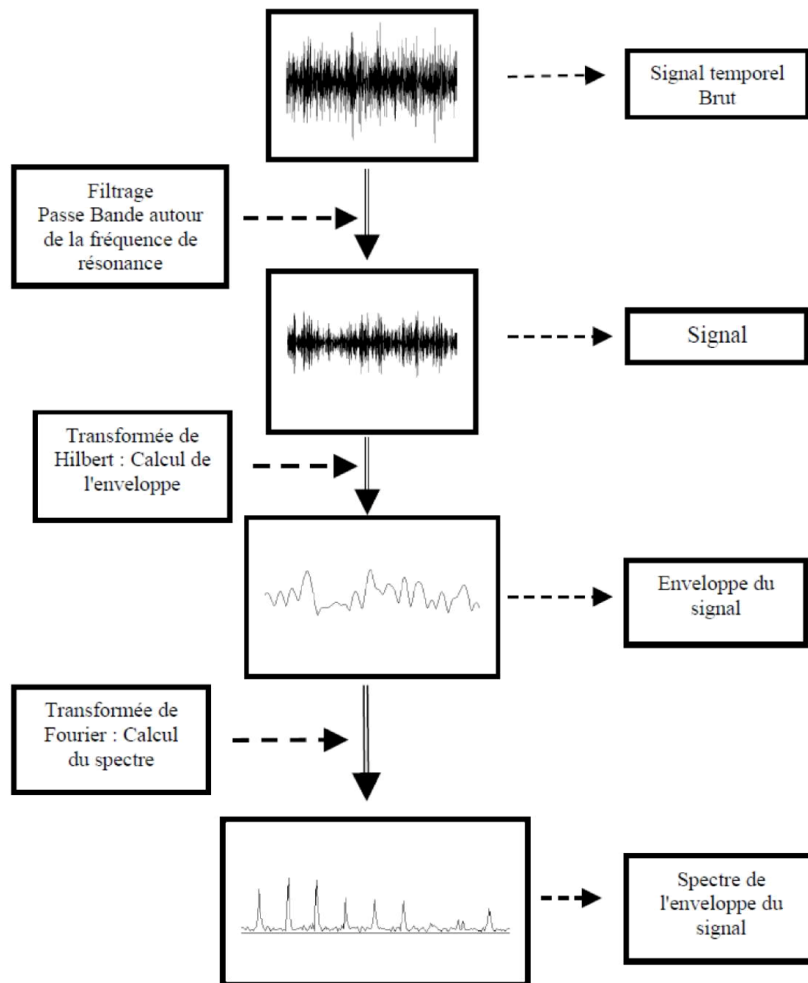 Signal temporel
Brut
Filtrage
Passe Bande autour
de la fréquence de
résonance
Signal
Transformée de
Hilbert : Calcul de
l'enveloppe
Enveloppe du
signal
Transformée de
Fourier : Calcul
du spectre
Spectre de
l'enveloppe du
signal